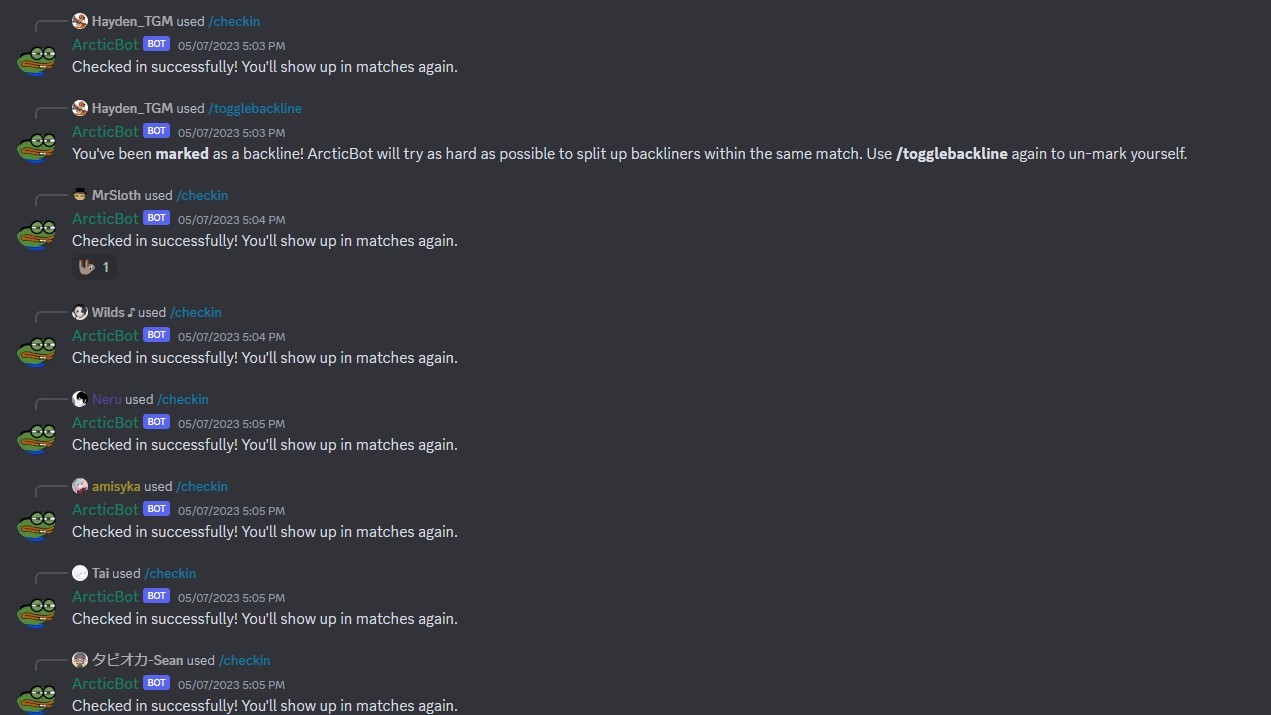 Hayden_TGM used /checkin
ArcticBot BOT 05/07/2023 5:03 PM
Checked in successfully! You'll show up in matches again.
Hayden_TGM used /togglebackline
ArcticBot BOT 05/07/2023 5:03 PM
You've been marked as a backline! ArcticBot will try as hard as possible to split up backliners within the same match. Use /togglebackline again to un-mark yourself.
MrSloth used /checkin
ArcticBot BOT 05/07/2023 5:04 PM
Checked in successfully! You'll show up in matches again.
1
Wilds ♪ used /checkin
ArcticBot BOT 05/07/2023 5:04 PM
Checked in successfully! You'll show up in matches again.
Neru used /checkin
ArcticBot BOT 05/07/2023 5:05 PM
Checked in successfully! You'll show up in matches again.
amisyka used /checkin
ArcticBot BOT 05/07/2023 5:05 PM
Checked in successfully! You'll show up in matches again.
Tai used /checkin
ArcticBot BOT 05/07/2023 5:05 PM
Checked in successfully! You'll show up in matches again.
タピオカ-Sean used /checkin
ArcticBot BOT 05/07/2023 5:05 PM
Checked in successfully! You'll show up in matches again.